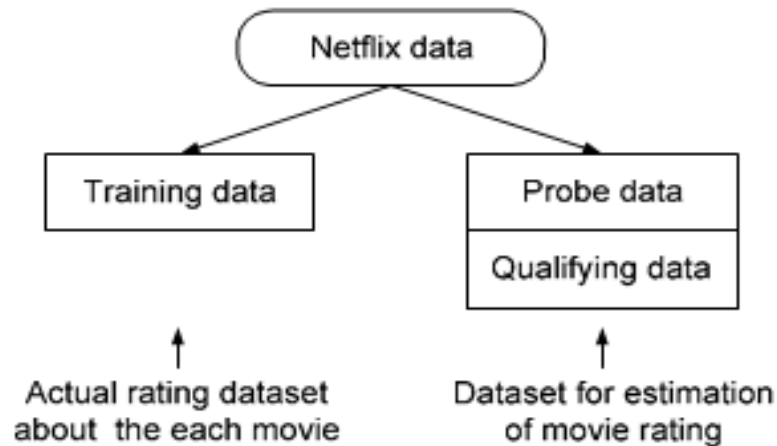 Netflix data
Training data
Probe data
Qualifying data
Actual rating dataset
about the each movie
Dataset for estimation
of movie rating